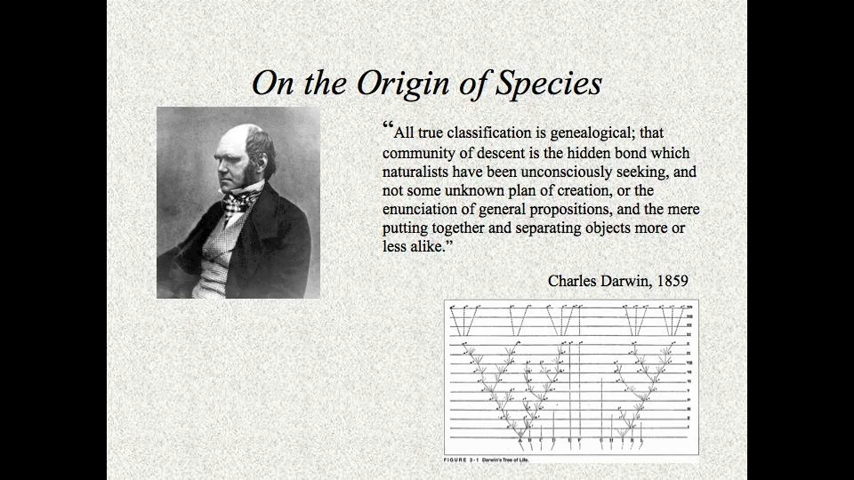 On the Origin of Species
“All true classification is genealogical; that
community of descent is the hidden bond which
naturalists have been unconsciously seeking, and
not some unknown plan of creation, or the
enunciation of general propositions, and the mere
putting together and separating objects more or
less alike.”
Charles Darwin, 1859
FIGURE 2-1 Darwin's Tree of Life.